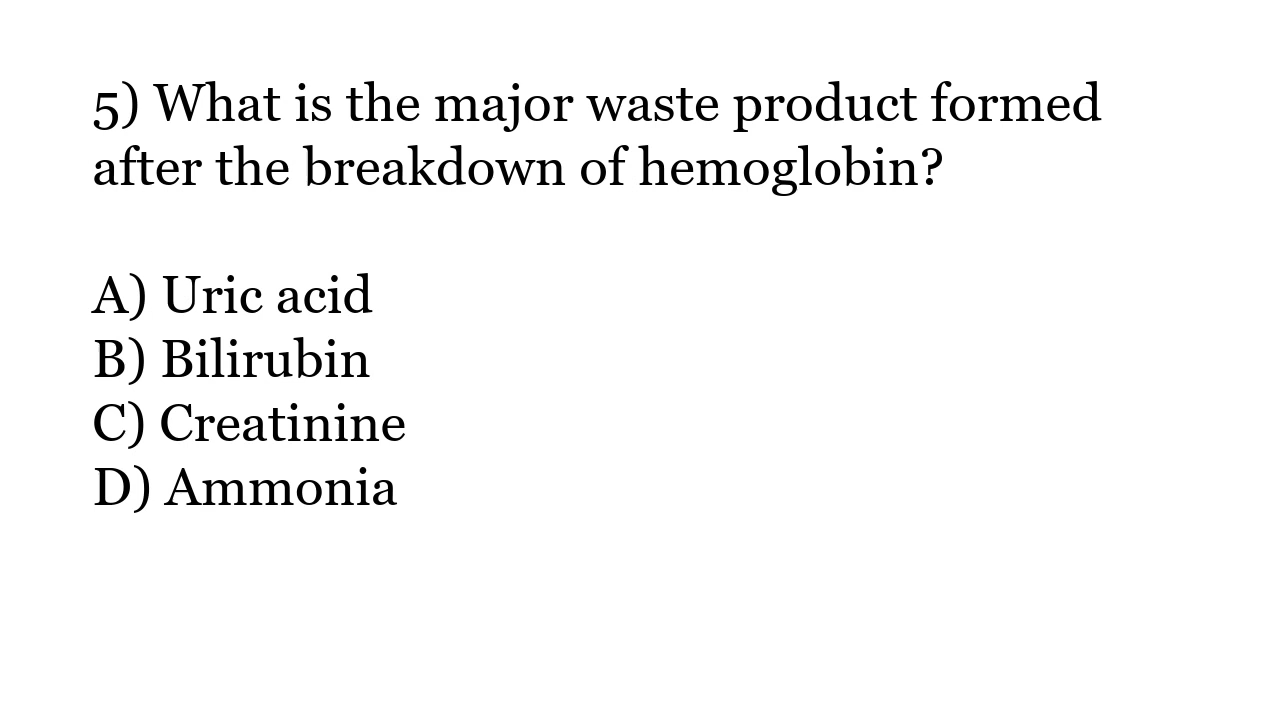 5) What is the major waste product formed
after the breakdown of hemoglobin?
A) Uric acid
B) Bilirubin
C) Creatinine
D) Ammonia